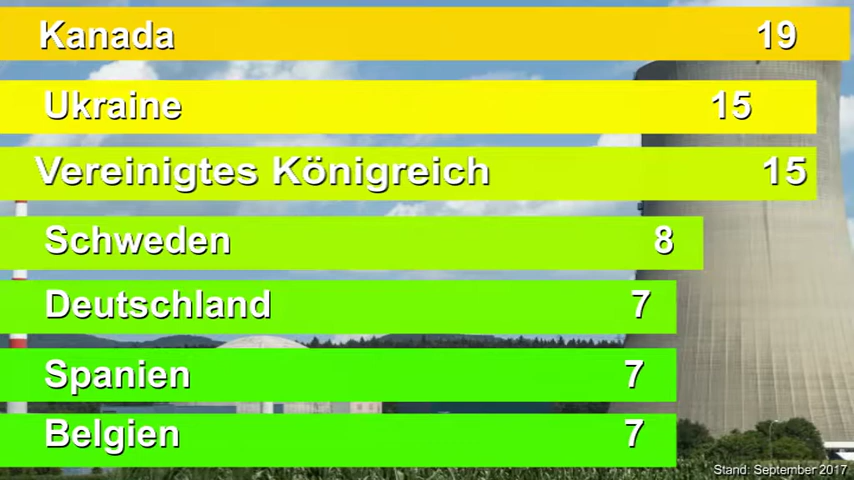 Kanada 19
Ukraine 15
Vereinigtes Königreich 15
Schweden 8
Deutschland 7
Spanien 7
Belgien 7
Stand: September 2017